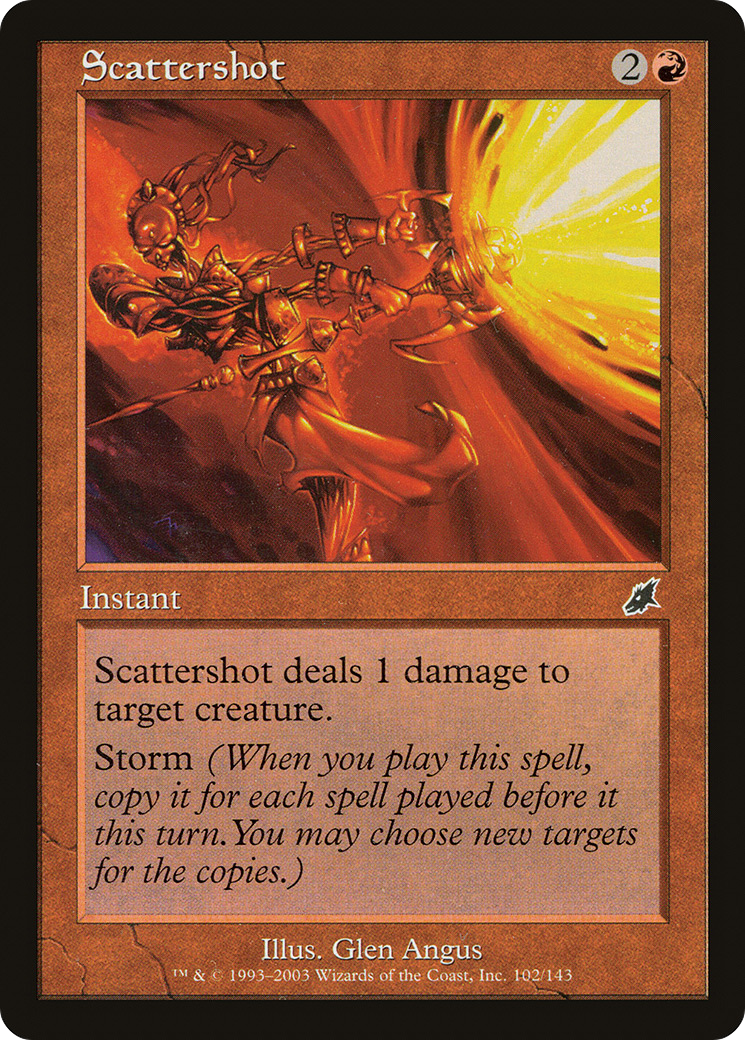 Scattershot 2
Instant
Scattershot deals 1 damage to
target creature.
Storm (When you play this spell,
copy it for each spell played before it
this turn. You may choose new targets
for the copies.)
Illus. Glen Angus
™ & © 1993–2003 Wizards of the Coast, Inc. 102/143